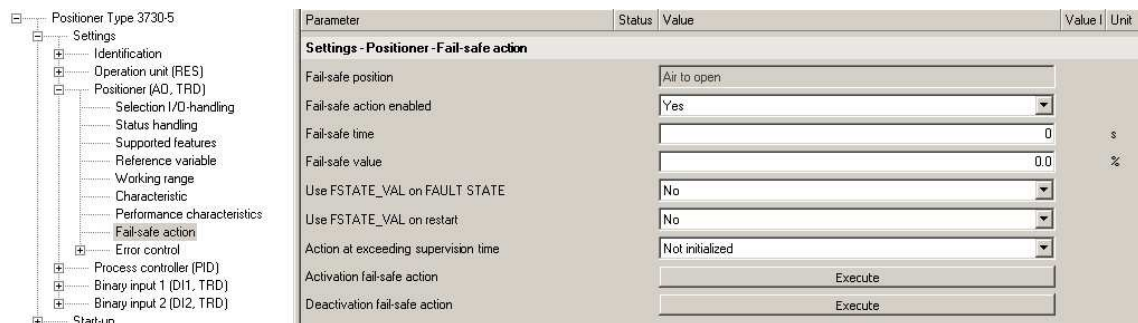 Positioner Type 3730-5
Settings
Identification
Operation unit (RES)
Positioner (AO, TRD)
Selection I/O-handling
Status handling
Supported features
Reference variable
Working range
Characteristic
Performance characteristics
Fail-safe action
Error control
Process controller (PID)
Binary input 1 (DI1, TRD)
Binary input 2 (DI2, TRD)
Start-up
Parameter Status Value Value I Unit
Settings - Positioner - Fail-safe action
Fail-safe position Air to open
Fail-safe action enabled Yes
Fail-safe time 0 s
Fail-safe value 0.0 %
Use FSTATE_VAL on FAULT STATE No
Use FSTATE_VAL on restart No
Action at exceeding supervision time Not initialized
Activation fail-safe action Execute
Deactivation fail-safe action Execute